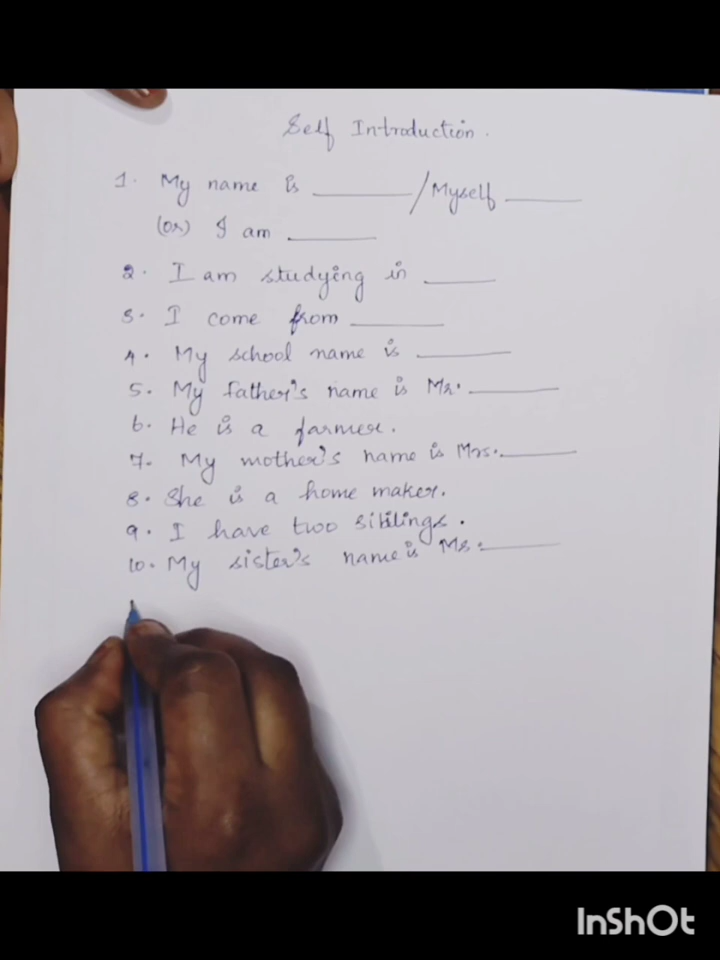 Self Introduction.
1. My name is ________ / Myself ________
(or) I am ________
2. I am studying in ________
3. I come from ________
4. My school name is ________
5. My father's name is Mr. ________
6. He is a farmer.
7. My mother's name is Mrs. ________
8. She is a home maker.
9. I have two siblings.
10. My sister's name is Ms. ________
InShOt